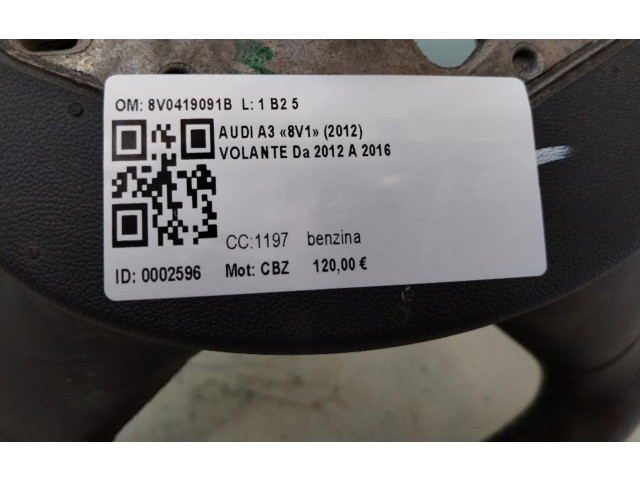 OM: 8V0419091B L: 1 B2 5
AUDI A3 «8V1» (2012)
VOLANTE Da 2012 A 2016
CC:1197 benzina
ID: 0002596 Mot: CBZ 120,00 €